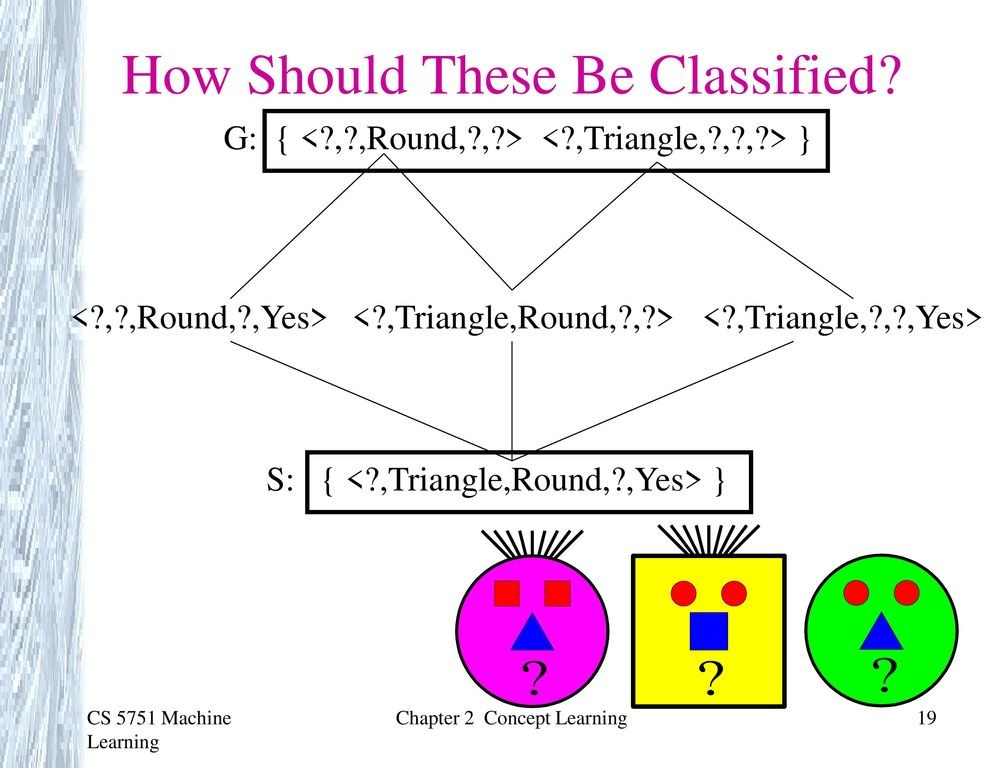 How Should These Be Classified?
G: { <?,?,Round,?,?> <?,Triangle,?,?,?> }
<?,?,Round,?,Yes> <?,Triangle,Round,?,?> <?,Triangle,?,?,Yes>
S: { <?,Triangle,Round,?,Yes> }
? ? ?
CS 5751 Machine Learning
Chapter 2 Concept Learning
19